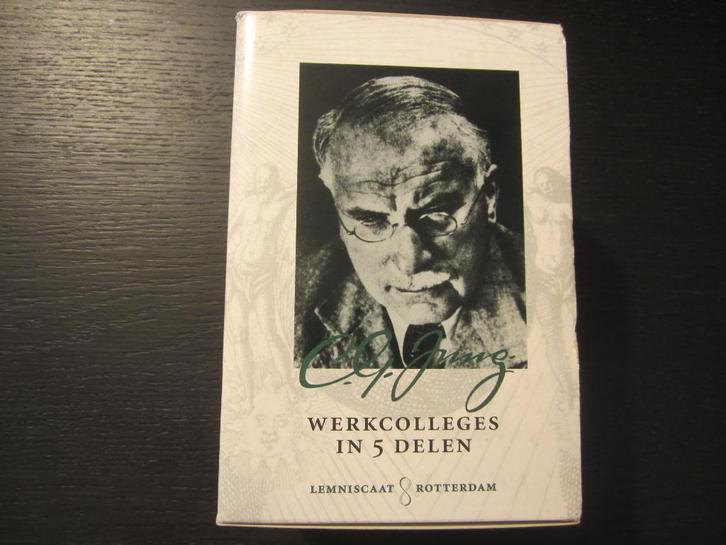 C.G. Jung
WERKCOLLEGES
IN 5 DELEN
LEMNISCAAT ROTTERDAM